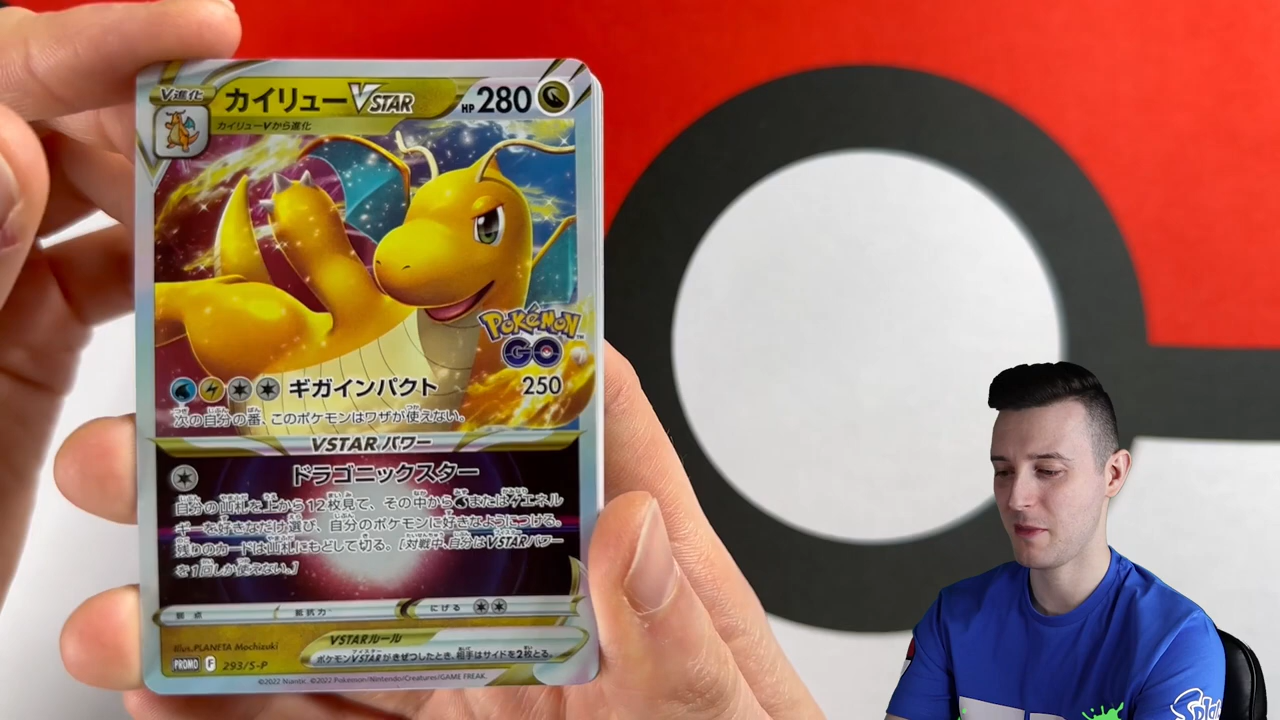 V進化
カイリューVSTAR
HP 280
カイリューVから進化
Pokémon
GO
ギガインパクト 250
次の自分の番、このポケモンはワザが使えない。
VSTARパワー
ドラゴニックスター
自分の山札を上から12枚見て、その中から または エネル
ギーを好きなだけ選び、自分のポケモンに好きなようにつける。
残りのカードは山札にもどして切る。[対戦中、自分はVSTARパワー
を1回しか使えない。]
弱点 抵抗力 にげる
Illus.PLANETA Mochizuki
VSTARルール
ポケモンVSTARがきぜつしたとき、相手はサイドを2枚とる。
PROMO F 293/S-P
©2022 Niantic. ©2022 Pokémon/Nintendo/Creatures/GAME FREAK.